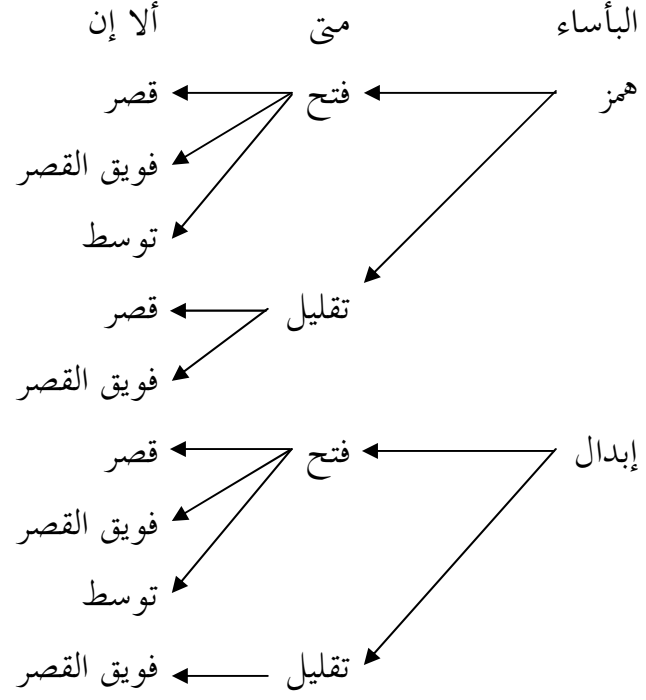 البأساء متى ألا إن
همز فتح قصر
فويق القصر
توسط
تقليل قصر
فويق القصر
إبدال فتح قصر
فويق القصر
توسط
تقليل فويق القصر